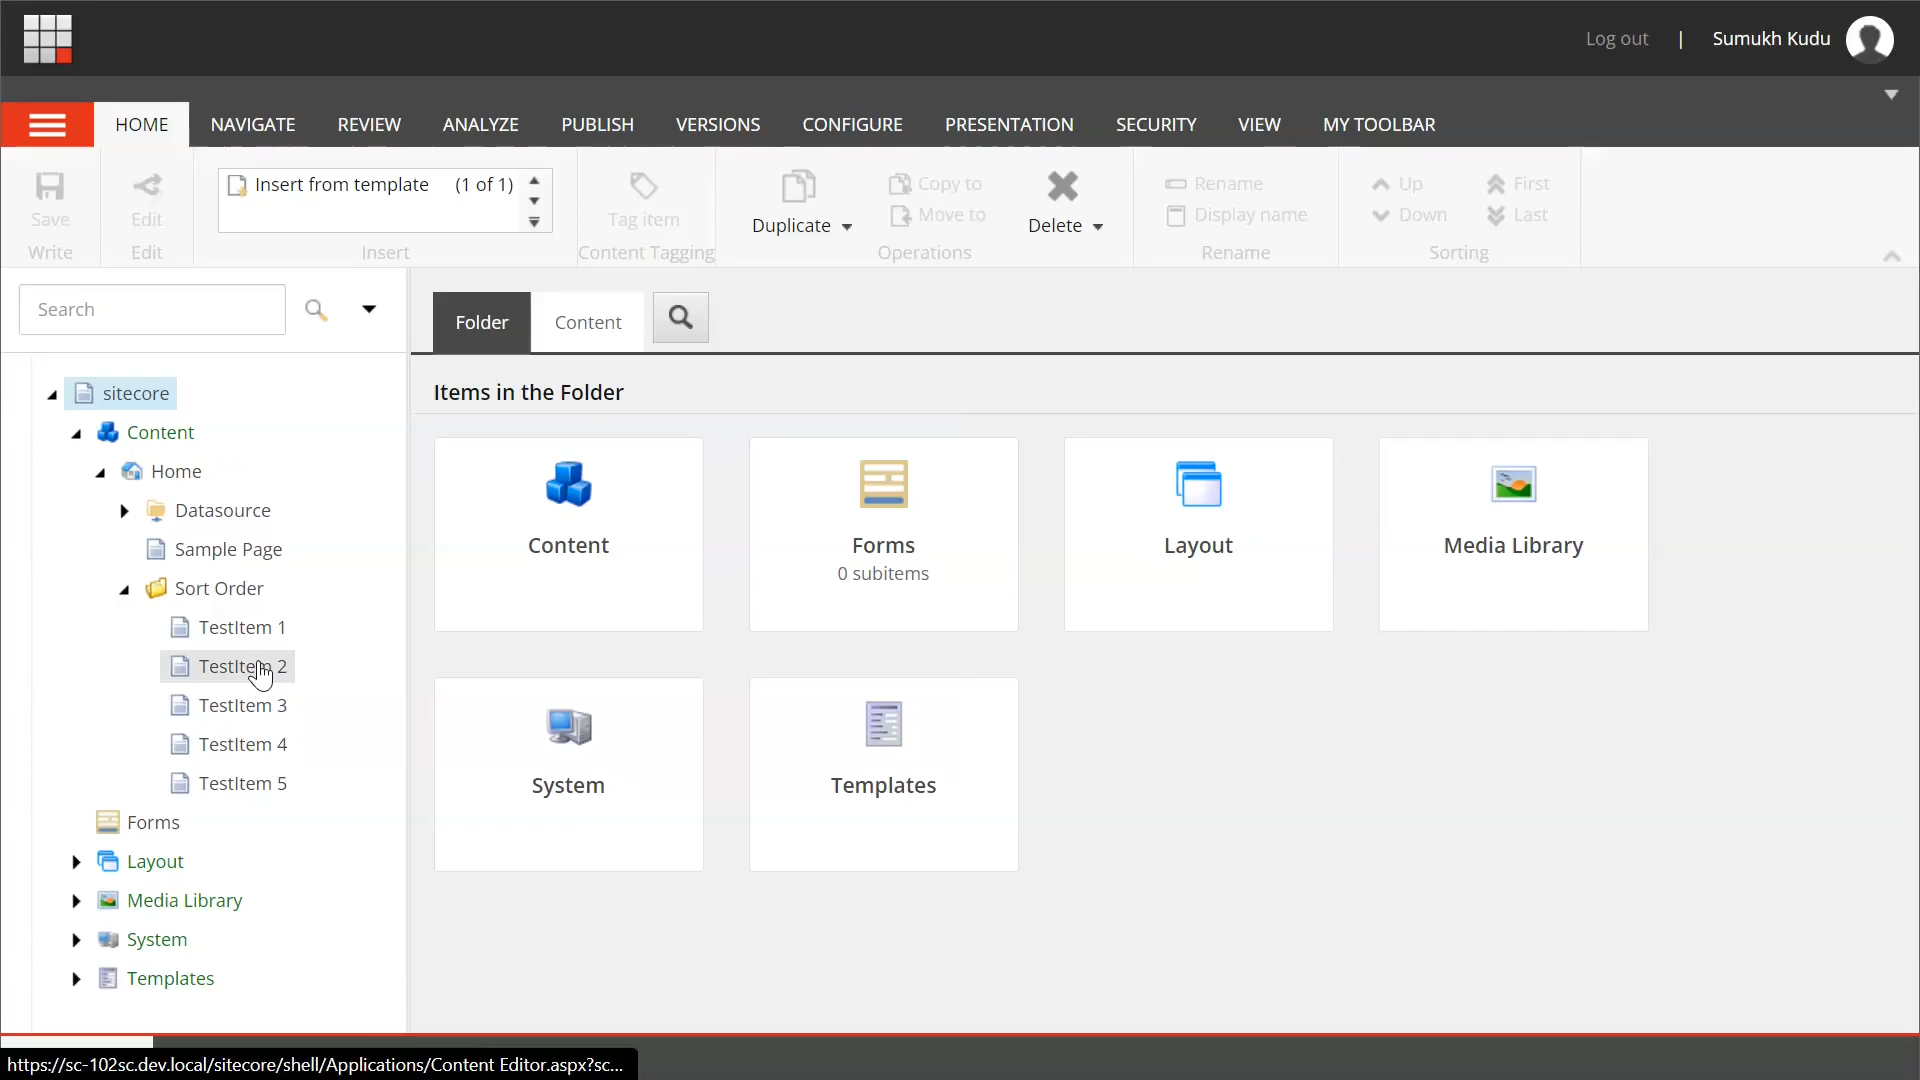 Log out | Sumukh Kudu
HOME NAVIGATE REVIEW ANALYZE PUBLISH VERSIONS CONFIGURE PRESENTATION SECURITY VIEW MY TOOLBAR
Insert from template (1 of 1)
Copy to
Rename
Up
First
Save
Edit
Tag item
Duplicate
Move to
Delete
Display name
Down
Last
Write
Edit
Insert
Content Tagging
Operations
Rename
Sorting
Search
Folder
Content
sitecore
Content
Home
Datasource
Sample Page
Sort Order
TestItem 1
TestItem 2
TestItem 3
TestItem 4
TestItem 5
Forms
Layout
Media Library
System
Templates
Items in the Folder
Content
Forms
0 subitems
Layout
Media Library
System
Templates
https://sc-102sc.dev.local/sitecore/shell/Applications/Content Editor.aspx?sc...